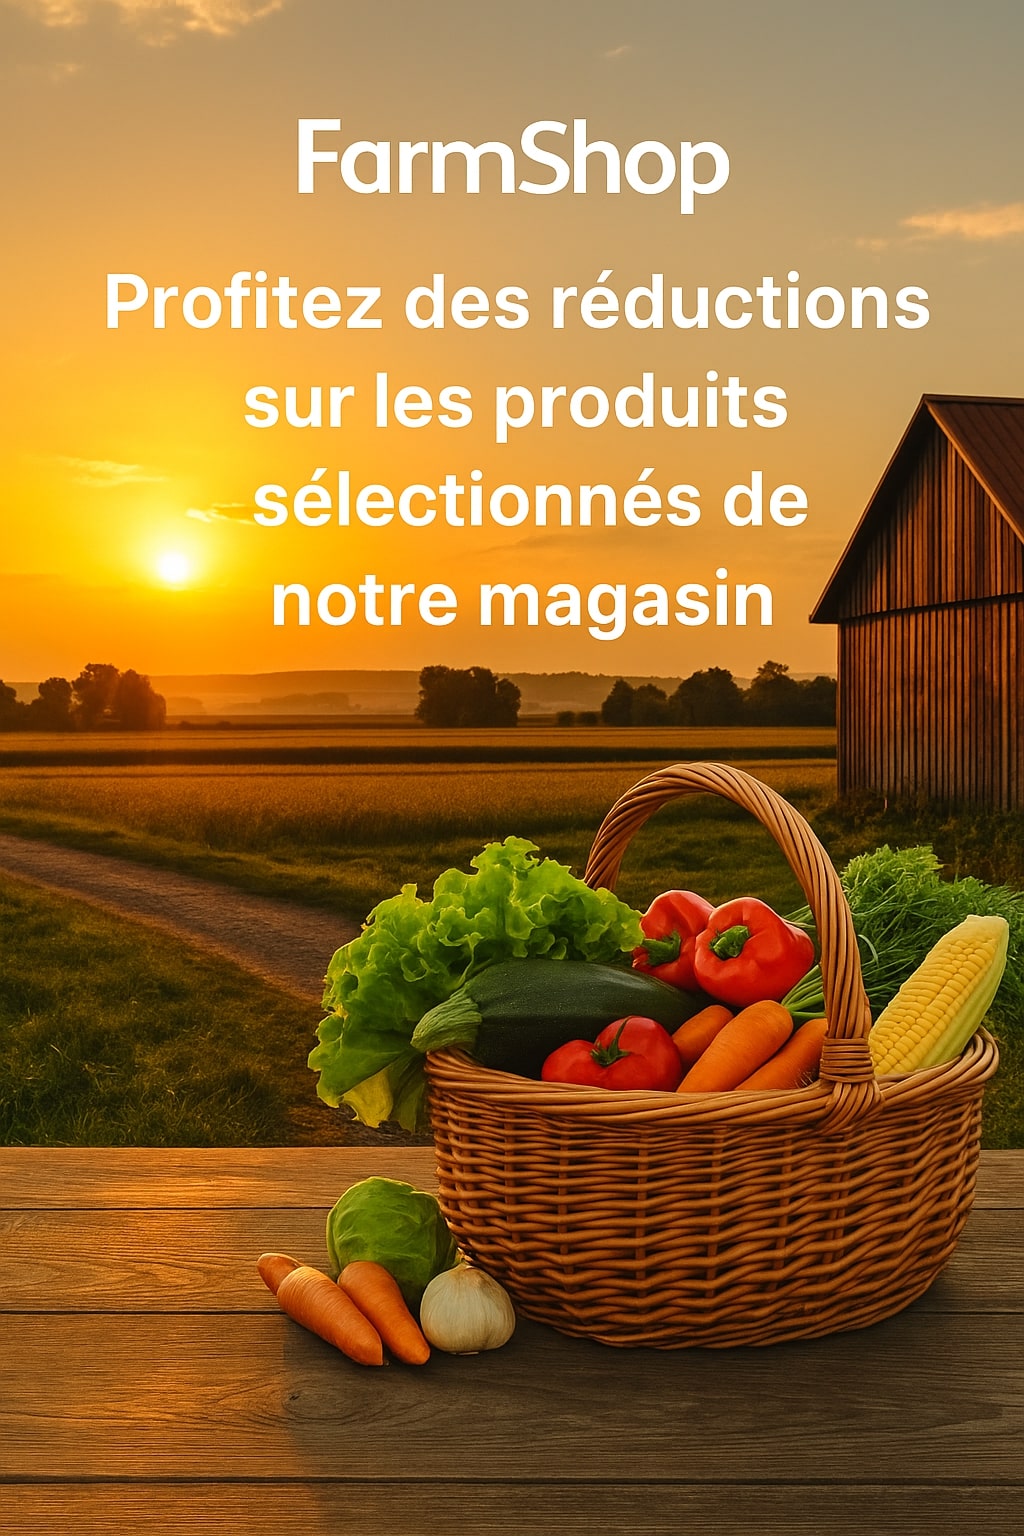 FarmShop
Profitez des réductions
sur les produits
sélectionnés de
notre magasin